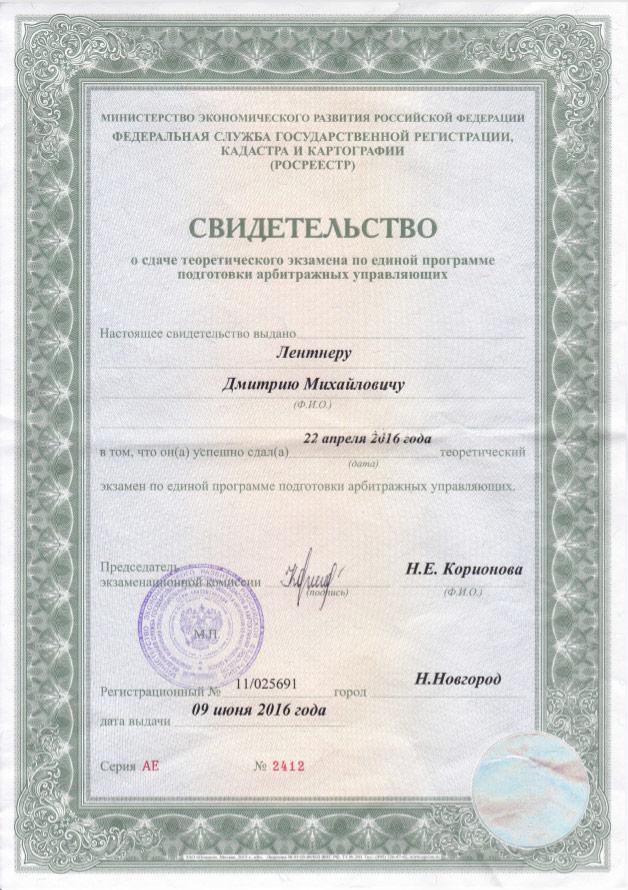 МИНИСТЕРСТВО ЭКОНОМИЧЕСКОГО РАЗВИТИЯ РОССИЙСКОЙ ФЕДЕРАЦИИ
ФЕДЕРАЛЬНАЯ СЛУЖБА ГОСУДАРСТВЕННОЙ РЕГИСТРАЦИИ,
КАДАСТРА И КАРТОГРАФИИ
(РОСРЕЕСТР)
СВИДЕТЕЛЬСТВО
о сдаче теоретического экзамена по единой программе
подготовки арбитражных управляющих
Настоящее свидетельство выдано
Лентнеру
Дмитрию Михайловичу
(Ф.И.О.)
22 апреля 2016 года
в том, что он(а) успешно сдал(а) теоретический
(дата)
экзамен по единой программе подготовки арбитражных управляющих.
Председатель
экзаменационной комиссии
Н.Е. Корионова
(подпись) (Ф.И.О.)
М.П.
Регистрационный № 11/025691 город Н.Новгород
дата выдачи 09 июня 2016 года
Серия АЕ № 2412